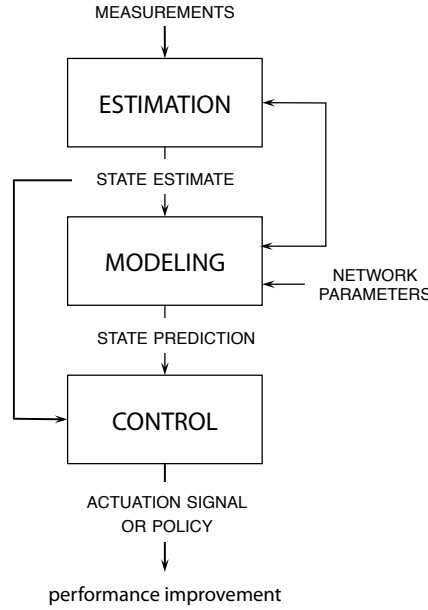 MEASUREMENTS
ESTIMATION
STATE ESTIMATE
MODELING
NETWORK
PARAMETERS
STATE PREDICTION
CONTROL
ACTUATION SIGNAL
OR POLICY
performance improvement